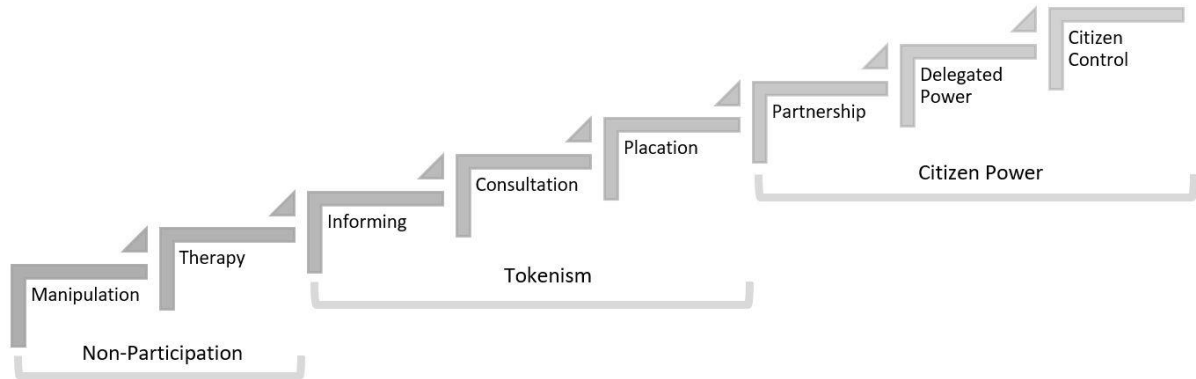 Manipulation
Therapy
Informing
Consultation
Placation
Partnership
Delegated
Power
Citizen
Control
Non-Participation
Tokenism
Citizen Power